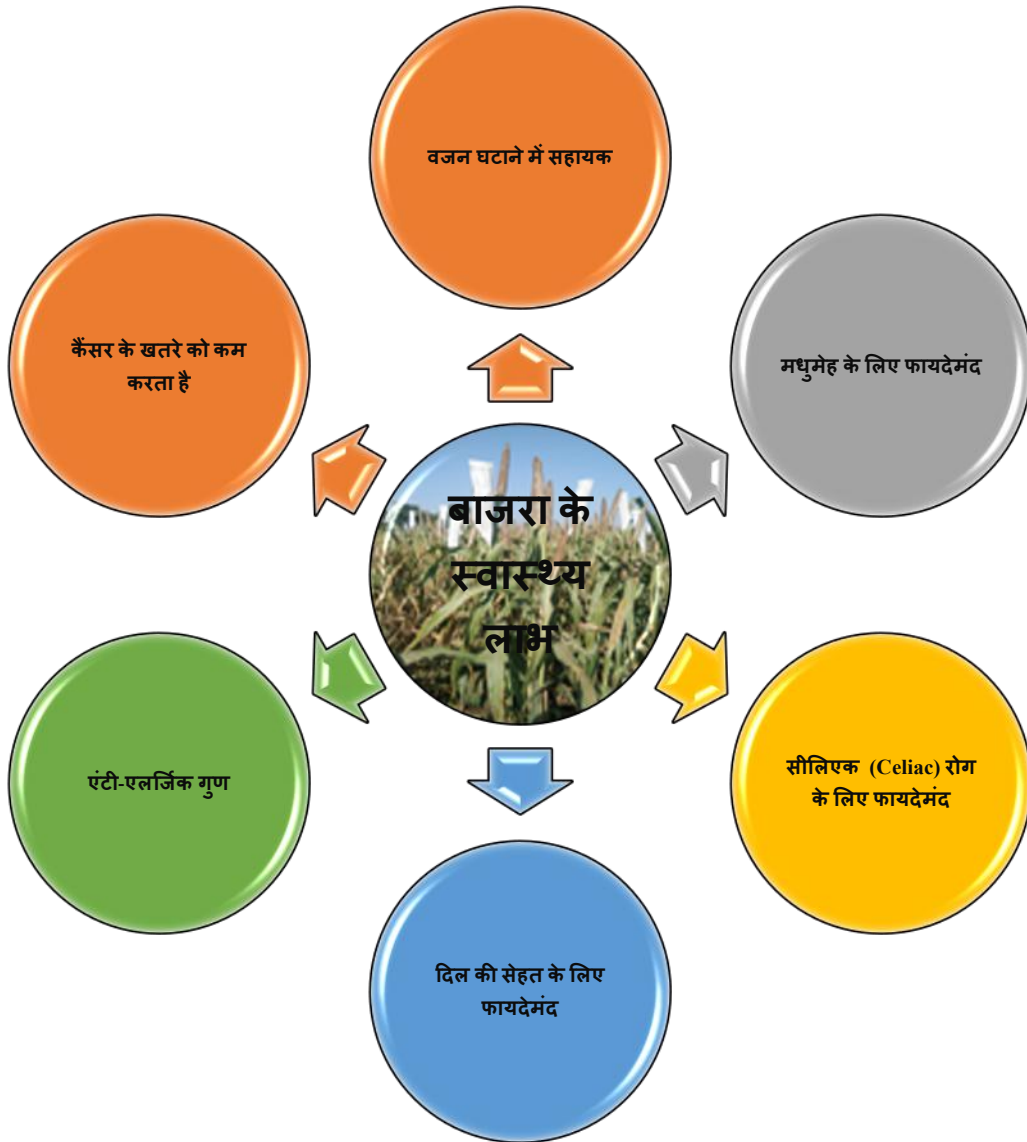 वजन घटाने में सहायक
कैंसर के खतरे को कम
करता है
मधुमेह के लिए फायदेमंद
बाजरा के
स्वास्थ्य
लाभ
एंटी-एलर्जिक गुण
सीलिएक (Celiac) रोग
के लिए फायदेमंद
दिल की सेहत के लिए
फायदेमंद